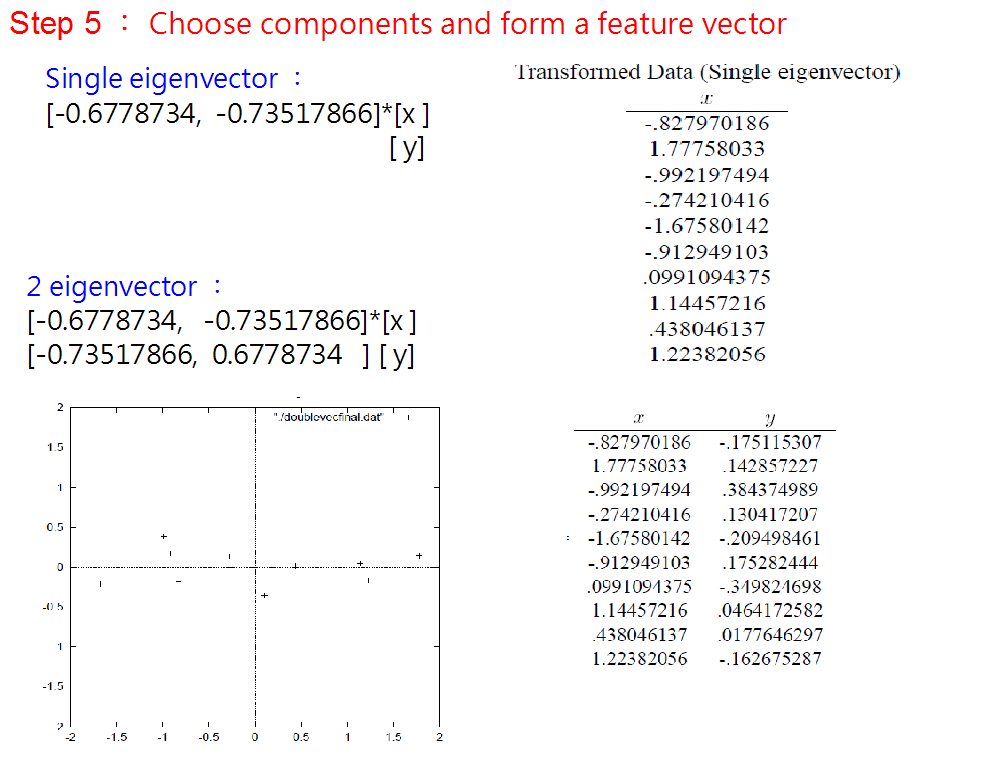 Step 5 ： Choose components and form a feature vector
Single eigenvector ：
[-0.6778734, -0.73517866]*[x ]
[ y]
Transformed Data (Single eigenvector)
x
-.827970186
1.77758033
-.992197494
-.274210416
-1.67580142
-.912949103
.0991094375
1.14457216
.438046137
1.22382056
2 eigenvector ：
[-0.6778734, -0.73517866]*[x ]
[-0.73517866, 0.6778734 ] [ y]
"./doublevecfinal.dat"
2
1.5
1
0.5
0
-0.5
1
-1.5
2
-2 -1.5 -1 -0.5 0 0.5 1 1.5 2
x y
-.827970186 -.175115307
1.77758033 .142857227
-.992197494 .384374989
-.274210416 .130417207
-1.67580142 -.209498461
-.912949103 .175282444
.0991094375 -.349824698
1.14457216 .0464172582
.438046137 .0177646297
1.22382056 -.162675287